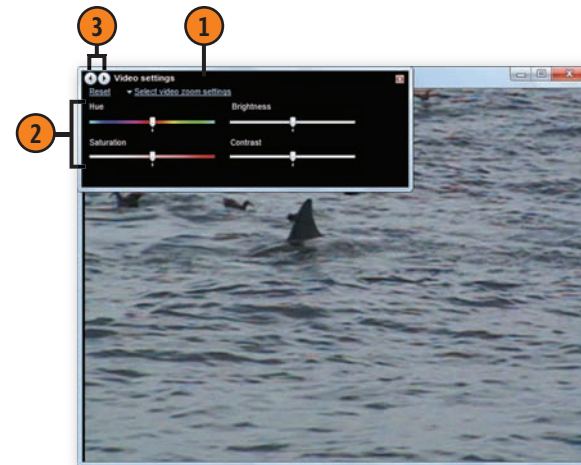 3
1
Video settings
Reset Select video zoom settings
Hue Brightness
2
Saturation Contrast